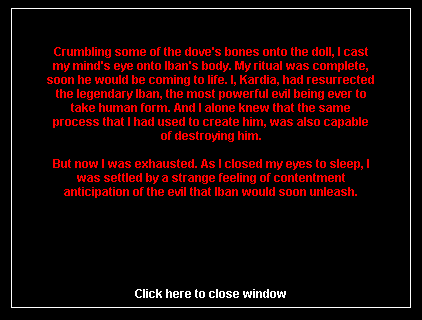 Crumbling some of the dove's bones onto the doll, I cast
my mind's eye onto Iban's body. My ritual was complete,
soon he would be coming to life. I, Kardia, had resurrected
the legendary Iban, the most powerful evil being ever to
take human form. And I alone knew that the same
process that I had used to create him, was also capable
of destroying him.
But now I was exhausted. As I closed my eyes to sleep, I
was settled by a strange feeling of contentment
anticipation of the evil that Iban would soon unleash.
Click here to close window